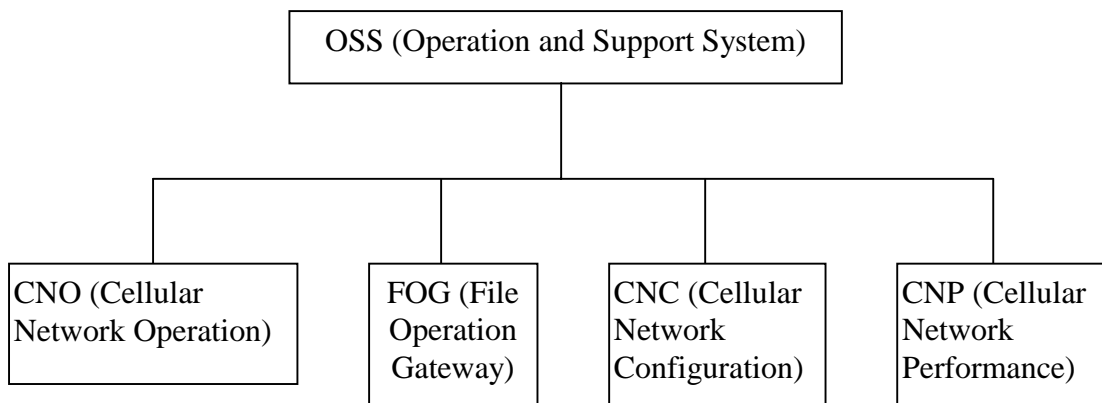 OSS (Operation and Support System)
CNO (Cellular
Network Operation)
FOG (File
Operation
Gateway)
CNC (Cellular
Network
Configuration)
CNP (Cellular
Network
Performance)